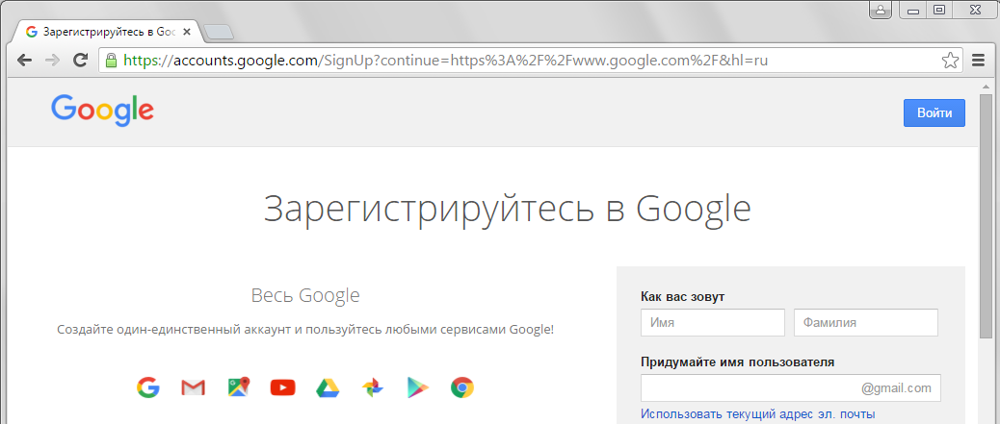 Зарегистрируйтесь в Goo
https://accounts.google.com/SignUp?continue=https%3A%2F%2Fwww.google.com%2F&hl=ru
Google
Войти
Зарегистрируйтесь в Google
Весь Google
Создайте один-единственный аккаунт и пользуйтесь любыми сервисами Google!
Как вас зовут
Имя
Фамилия
Придумайте имя пользователя
@gmail.com
Использовать текущий адрес эл. почты